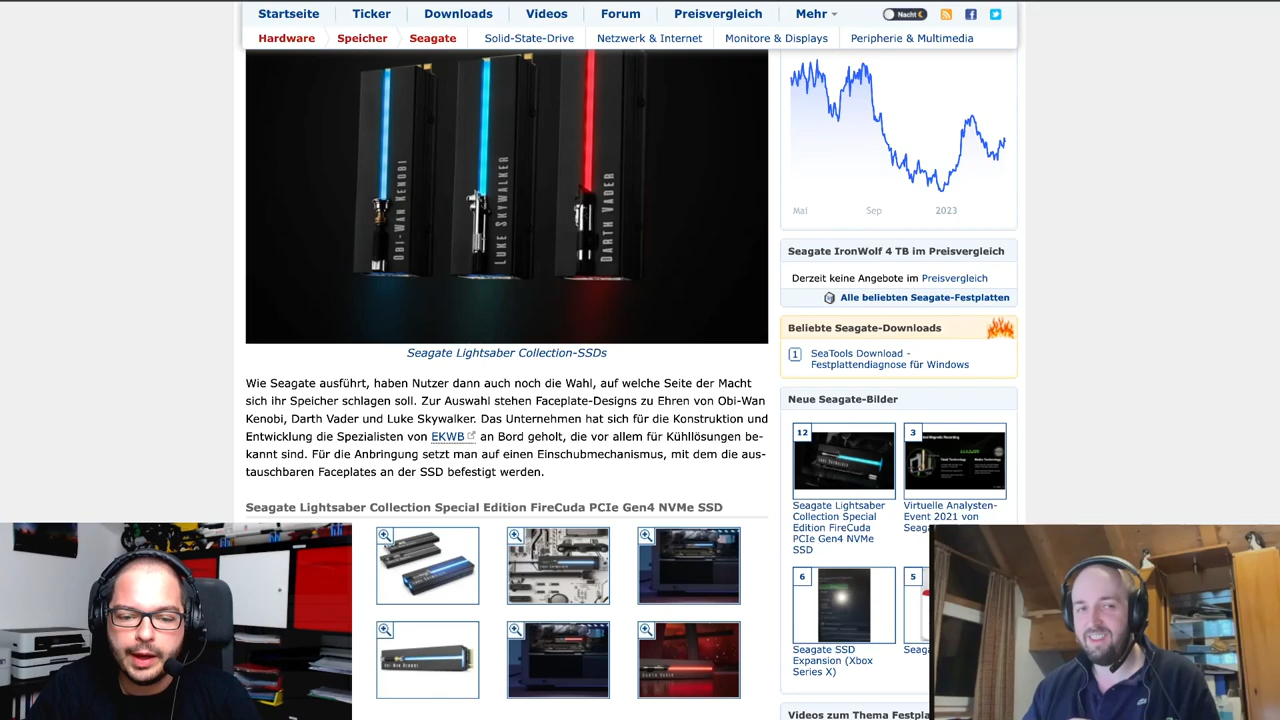 Startseite Ticker Downloads Videos Forum Preisvergleich Mehr Nacht
Hardware Speicher Seagate Solid-State-Drive Netzwerk & Internet Monitore & Displays Peripherie & Multimedia
OBI-WAN KENOBI
LUKE SKYWALKER
DARTH VADER
Seagate Lightsaber Collection-SSDs
Wie Seagate ausführt, haben Nutzer dann auch noch die Wahl, auf welche Seite der Macht
sich ihr Speicher schlagen soll. Zur Auswahl stehen Faceplate-Designs zu Ehren von Obi-Wan
Kenobi, Darth Vader und Luke Skywalker. Das Unternehmen hat sich für die Konstruktion und
Entwicklung die Spezialisten von EKWB an Bord geholt, die vor allem für Kühllösungen be-
kannt sind. Für die Anbringung setzt man auf einen Einschubmechanismus, mit dem die aus-
tauschbaren Faceplates an der SSD befestigt werden.
Seagate Lightsaber Collection Special Edition FireCuda PCIe Gen4 NVMe SSD
OBI-WAN KENOBI
DARTH VADER
Mai Sep 2023
Seagate IronWolf 4 TB im Preisvergleich
Derzeit keine Angebote im Preisvergleich
Alle beliebten Seagate-Festplatten
Beliebte Seagate-Downloads
1 SeaTools Download -
Festplattendiagnose für Windows
Neue Seagate-Bilder
12
Seagate Lightsaber
Collection Special
Edition FireCuda
PCIe Gen4 NVMe
SSD
3
Virtuelle Analysten-
Event 2021 von
Seaga
6
Seagate SSD
Expansion (Xbox
Series X)
5
Seag
Videos zum Thema Festpla